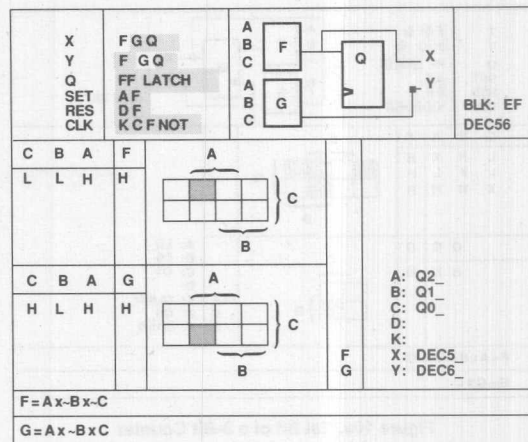 X F G Q
Y F G Q
Q FF LATCH
SET A F
RES D F
CLK K C F NOT
A
B
C
F
A
B
C
G
Q
X
Y
BLK: EF
DEC56
C B A F
L L H H
A
C
B
C B A G
H L H H
A
C
B
A: Q2_
B: Q1_
C: Q0_
D:
K:
F X: DEC5_
G Y: DEC6_
F = A x ~B x ~C
G = A x ~B x C